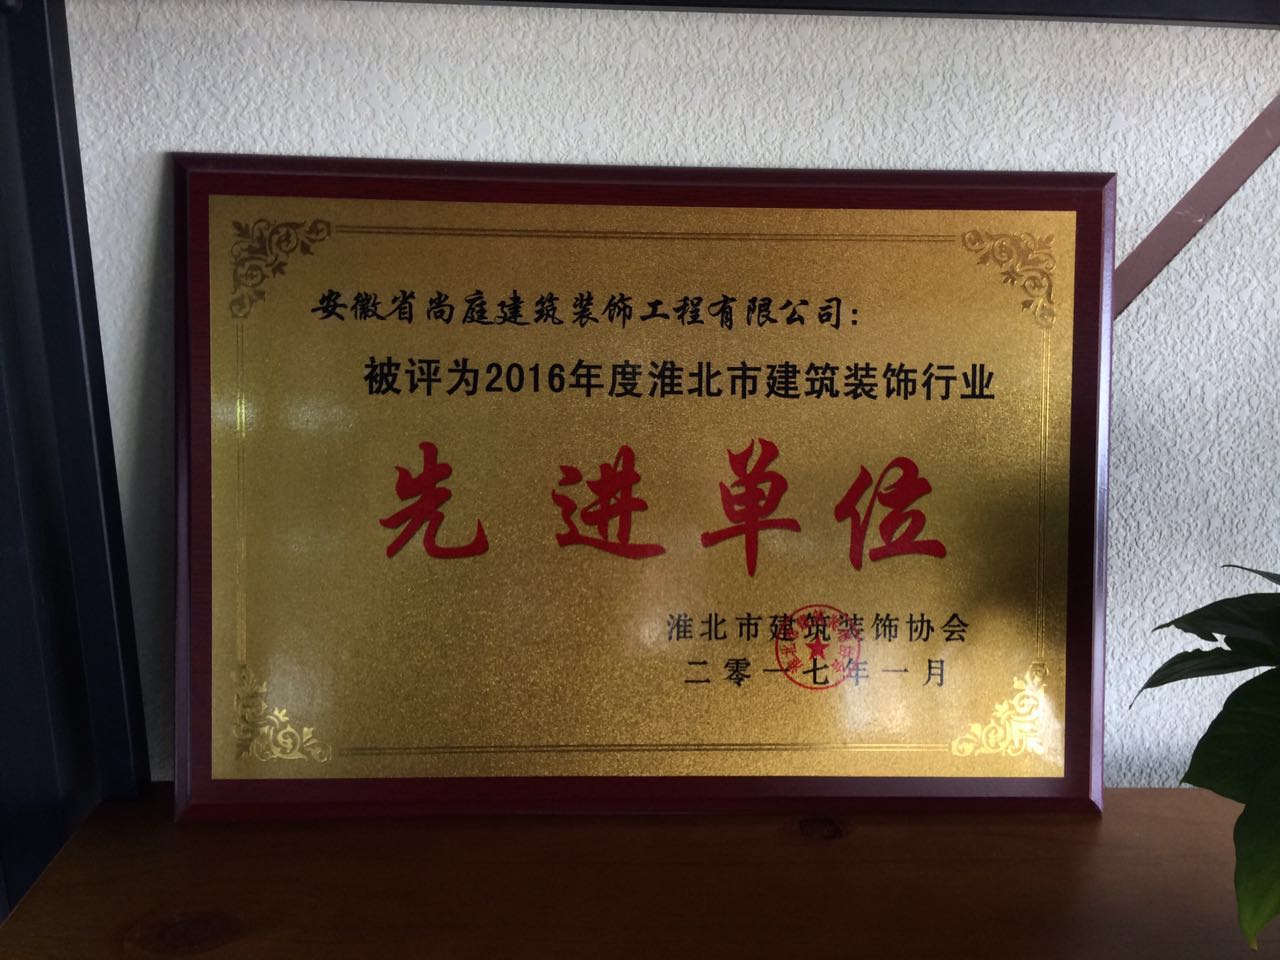 安徽省尚庭建筑装饰工程有限公司：
被评为2016年度淮北市建筑装饰行业
先进单位
淮北市建筑装饰协会
二零一七年一月